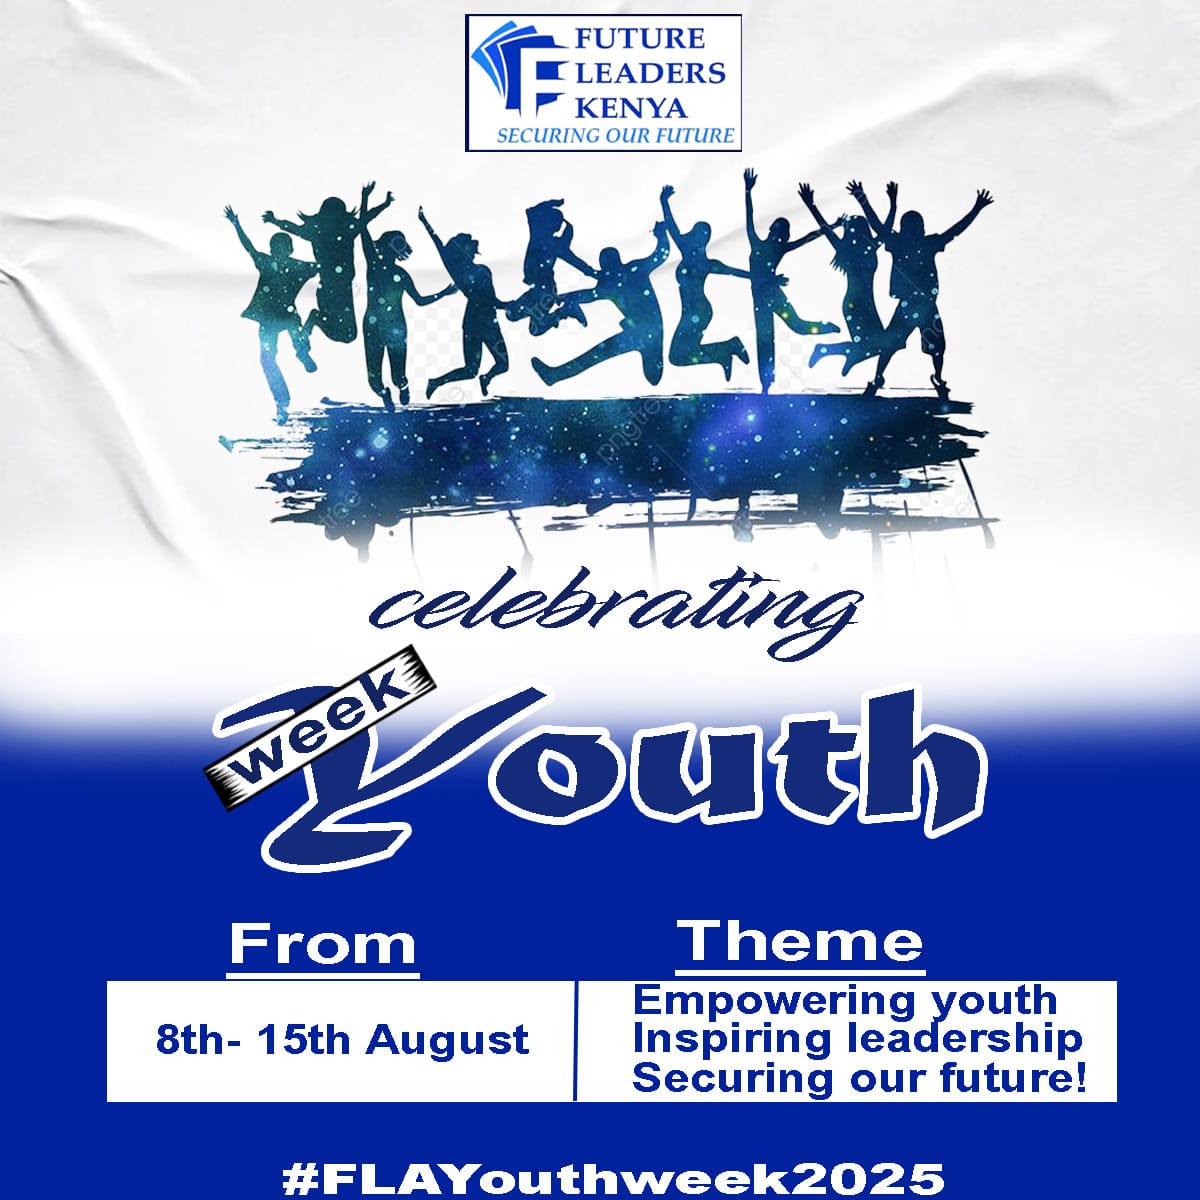 FUTURE
LEADERS
KENYA
SECURING OUR FUTURE
pngtree
celebrating
week
Youth
From
Theme
8th- 15th August
Empowering youth
Inspiring leadership
Securing our future!
#FLAYouthweek2025